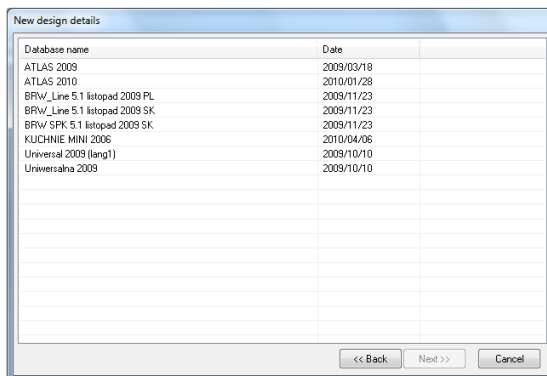 New design details
Database name Date
ATLAS 2009 2009/03/18
ATLAS 2010 2010/01/28
BRW_Line 5.1 listopad 2009 PL 2009/11/23
BRW_Line 5.1 listopad 2009 SK 2009/11/23
BRW SPK 5.1 listopad 2009 SK 2009/11/23
KUCHNIE MINI 2006 2010/04/06
Universal 2009 (lang1) 2009/10/10
Uniwersalna 2009 2009/10/10
<< Back Next >> Cancel